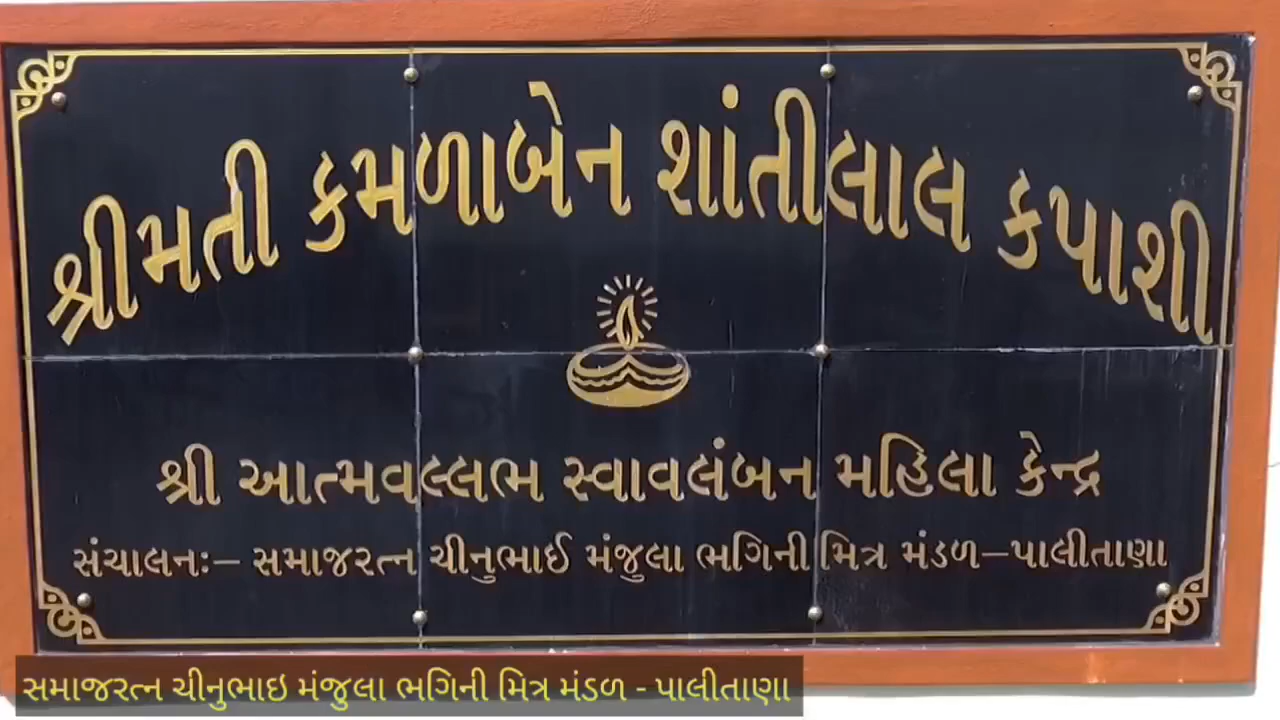 શ્રીમતી કમળાબેન શાંતીલાલ કપાશી
શ્રી આત્મવલ્લભ સ્વાવલંબન મહિલા કેન્દ્ર
સંચાલનઃ– સમાજરત્ન ચીનુભાઈ મંજુલા ભગિની મિત્ર મંડળ–પાલીતાણા
સમાજરત્ન ચીનુભાઇ મંજુલા ભગિની મિત્ર મંડળ - પાલીતાણા